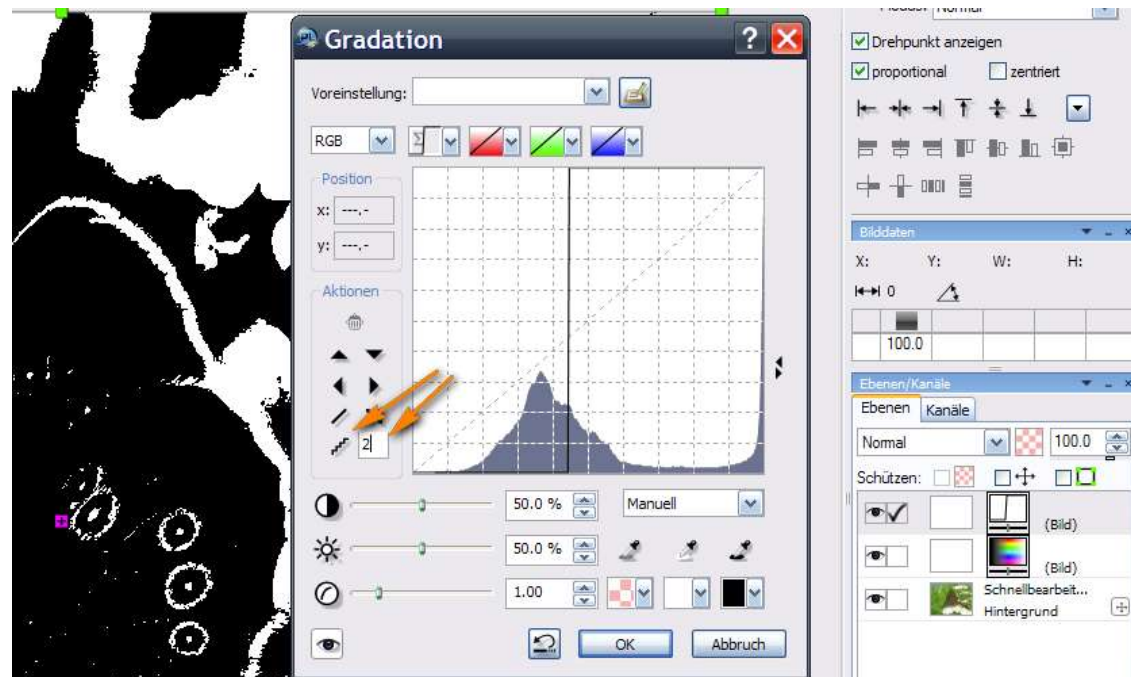 Gradation
?
X
Voreinstellung:
RGB
Σ
Position
x: ---,-
y: ---,-
Aktionen
2
50.0 %
Manuell
50.0 %
1.00
OK
Abbruch
Normal
Drehpunkt anzeigen
proportional
zentriert
Bilddaten
X: Y: W: H:
0
100.0
Ebenen/Kanäle
Ebenen Kanäle
Normal 100.0
Schützen:
(Bild)
(Bild)
Schnellbearbeit...
Hintergrund